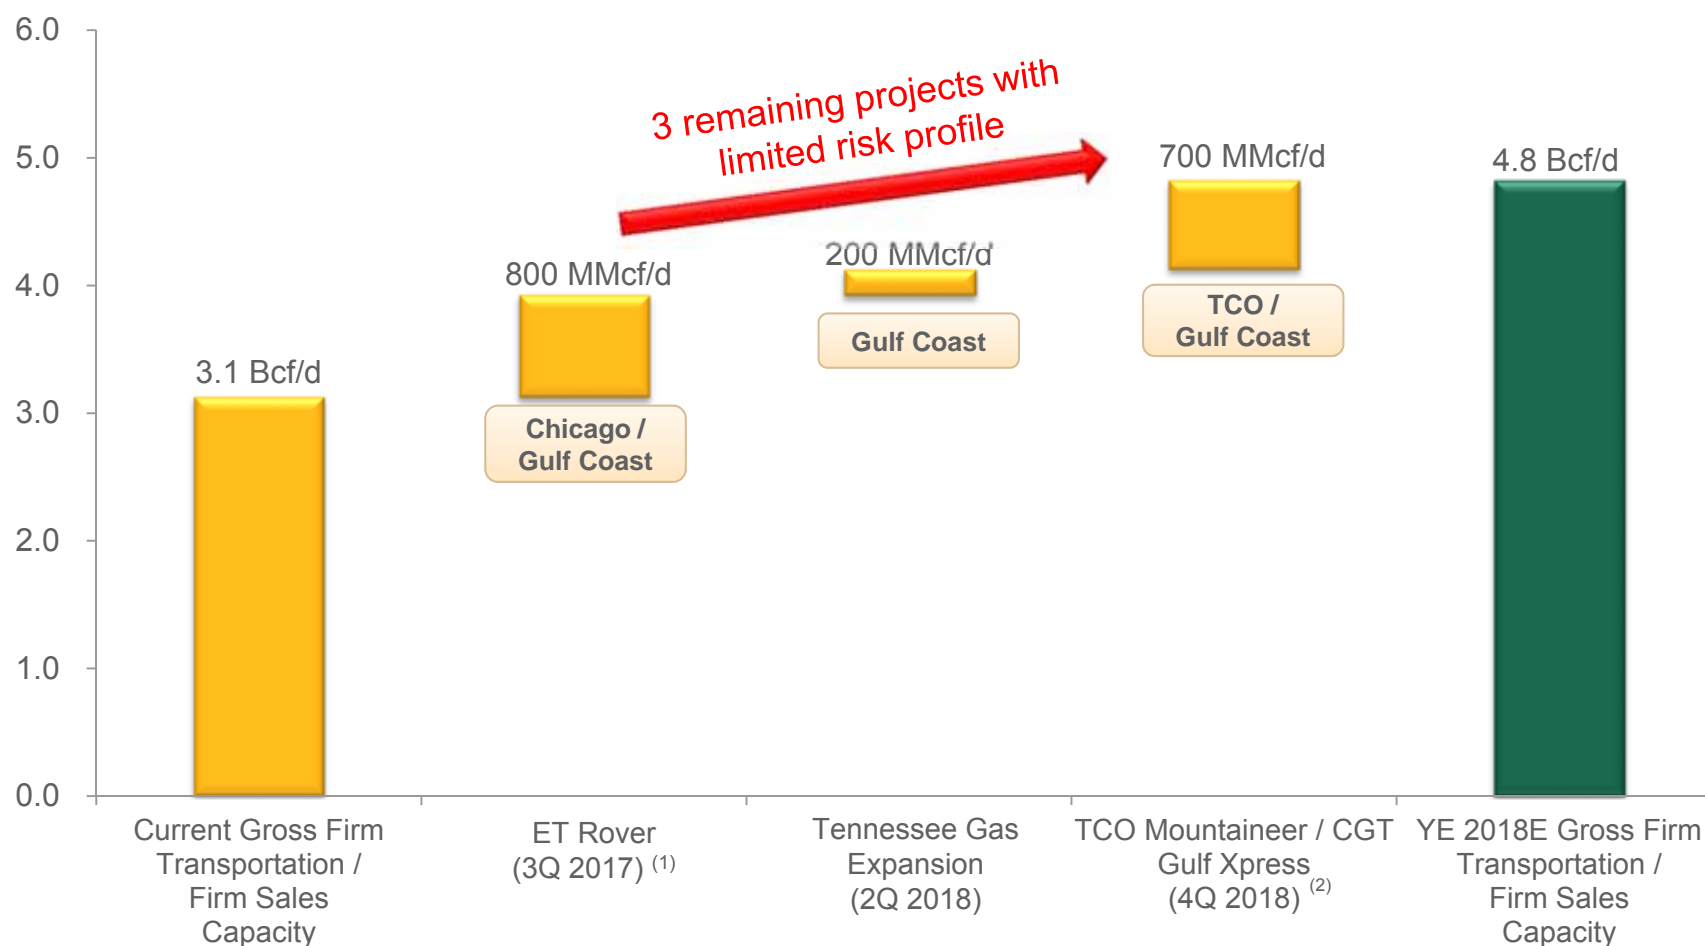 6.0
5.0
4.0
3.0
2.0
1.0
0.0
3 remaining projects with
limited risk profile
3.1 Bcf/d
800 MMcf/d
Chicago /
Gulf Coast
200 MMcf/d
Gulf Coast
700 MMcf/d
TCO /
Gulf Coast
4.8 Bcf/d
Current Gross Firm
Transportation /
Firm Sales
Capacity
ET Rover
(3Q 2017) (1)
Tennessee Gas
Expansion
(2Q 2018)
TCO Mountaineer / CGT
Gulf Xpress
(4Q 2018) (2)
YE 2018E Gross Firm
Transportation /
Firm Sales
Capacity